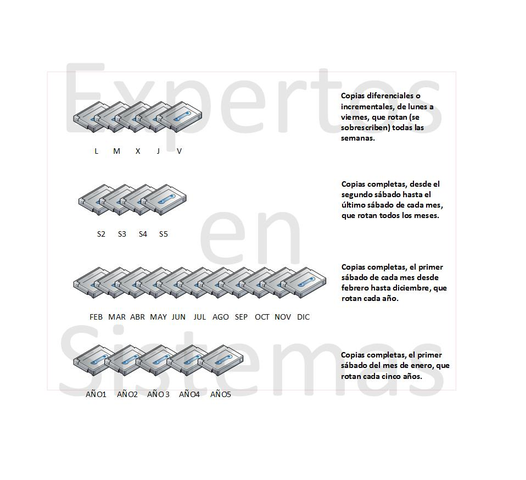 Expertos
en
Sistemas
Copias diferenciales o
incrementales, de lunes a
viernes, que rotan (se
sobrescriben) todas las
semanas.
L M X J V
Copias completas, desde el
segundo sábado hasta el
último sábado de cada mes,
que rotan todos los meses.
S2 S3 S4 S5
Copias completas, el primer
sábado de cada mes desde
febrero hasta diciembre, que
rotan cada año.
FEB MAR ABR MAY JUN JUL AGO SEP OCT NOV DIC
Copias completas, el primer
sábado del mes de enero, que
rotan cada cinco años.
AÑO1 AÑO2 AÑO 3 AÑO4 AÑO5